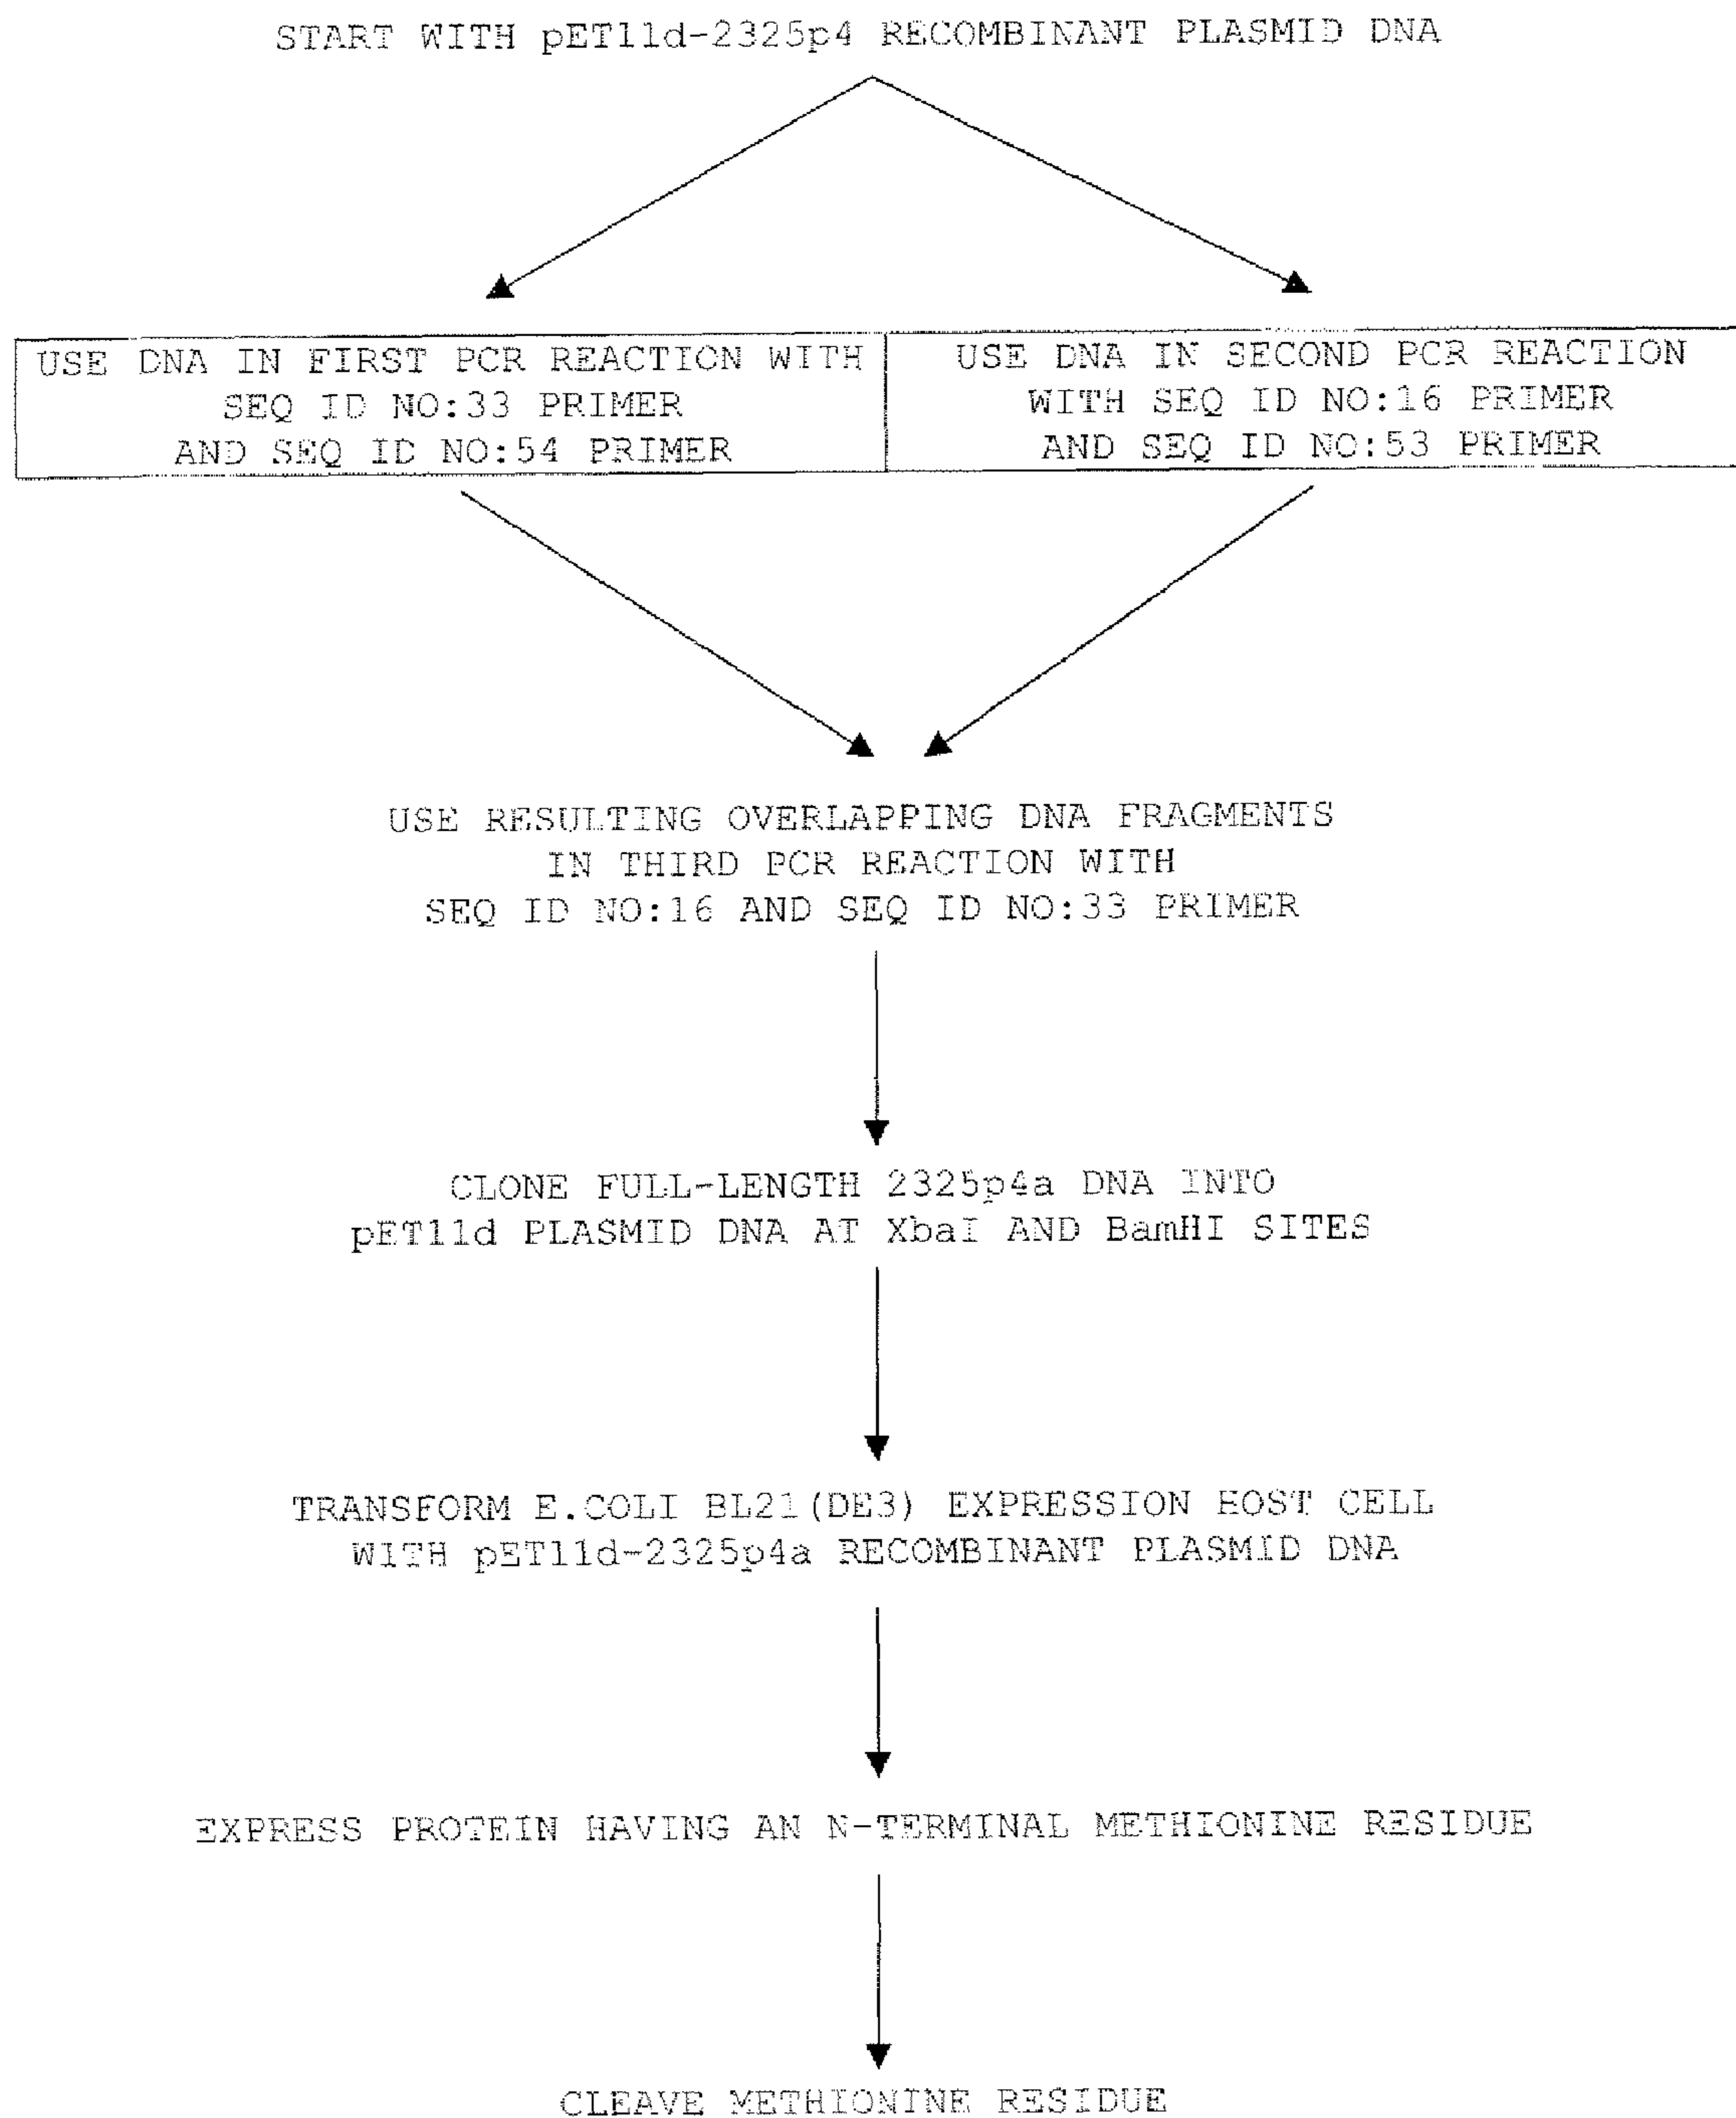 START WITH pET11d-2325p4 RECOMBINANT PLASMID DNA
USE DNA IN FIRST PCR REACTION WITH
SEQ ID NO:33 PRIMER
AND SEQ ID NO:54 PRIMER
USE DNA IN SECOND PCR REACTION
WITH SEQ ID NO:16 PRIMER
AND SEQ ID NO:53 PRIMER
USE RESULTING OVERLAPPING DNA FRAGMENTS
IN THIRD PCR REACTION WITH
SEQ ID NO:16 AND SEQ ID NO:33 PRIMER
CLONE FULL-LENGTH 2325p4a DNA INTO
pET11d PLASMID DNA AT XbaI AND BamHI SITES
TRANSFORM E.COLI BL21(DE3) EXPRESSION HOST CELL
WITH pET11d-2325p4a RECOMBINANT PLASMID DNA
EXPRESS PROTEIN HAVING AN N-TERMINAL METHIONINE RESIDUE
CLEAVE METHIONINE RESIDUE